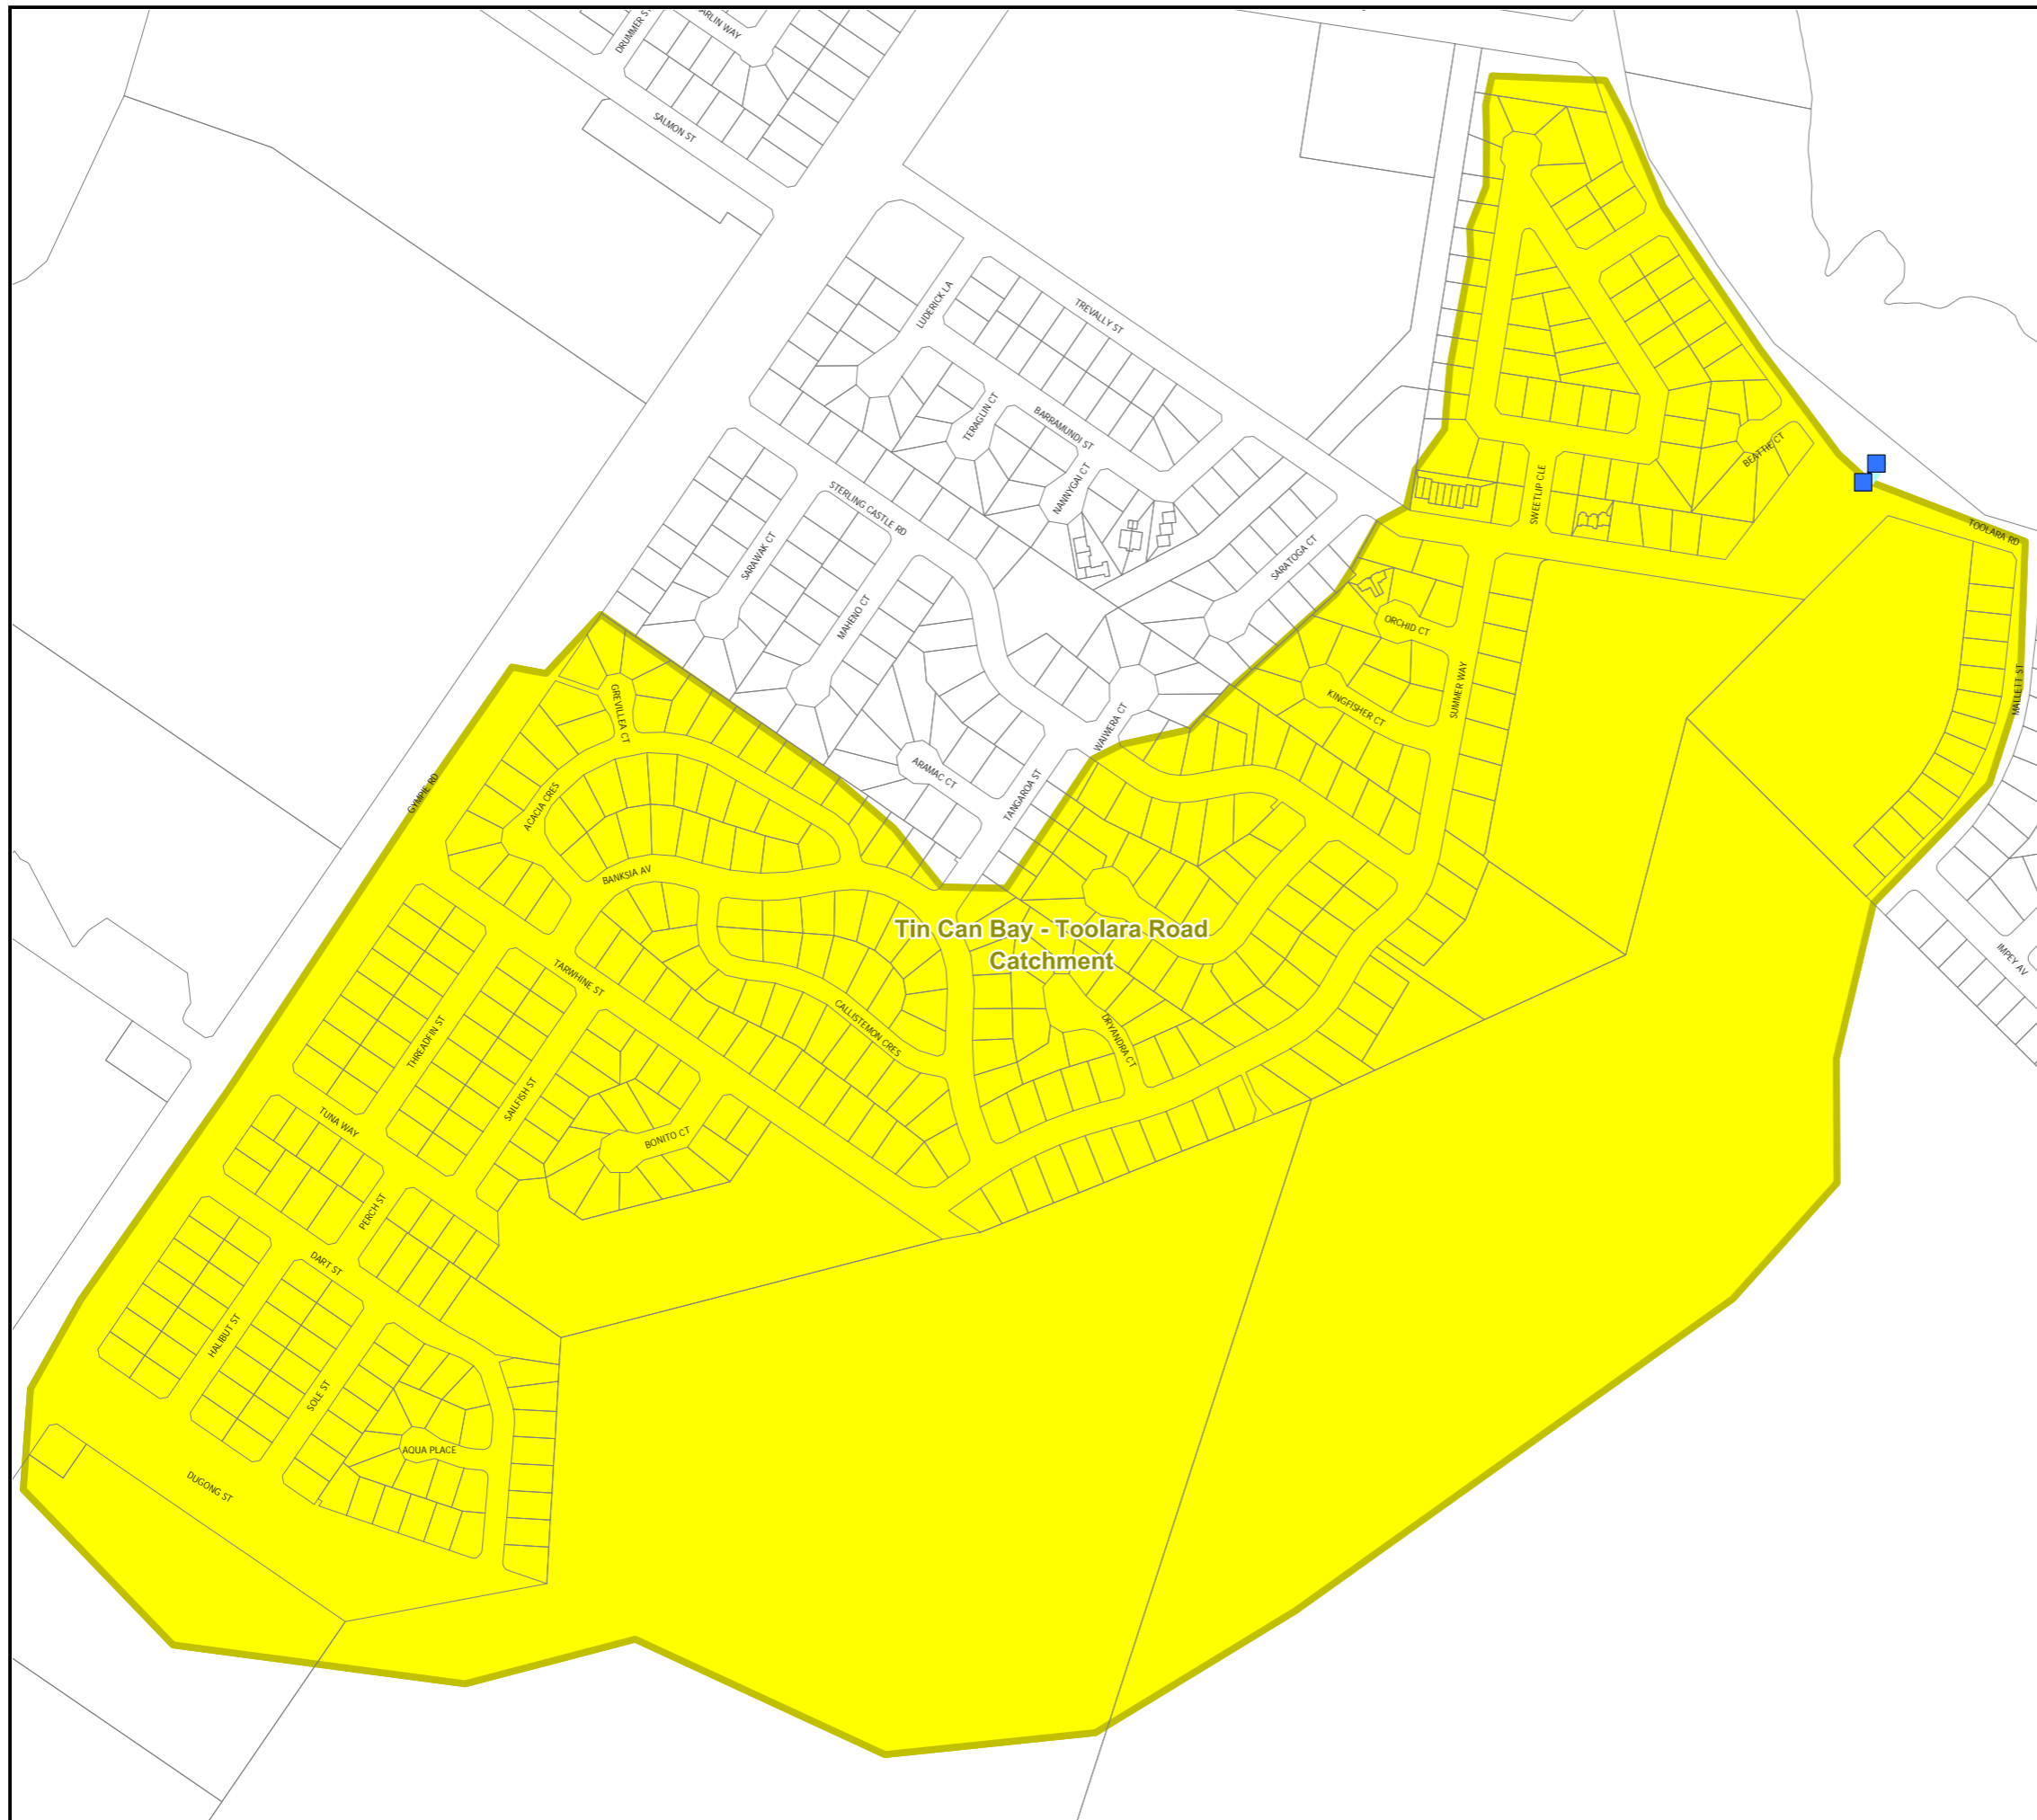 DRUMMER ST
ARLIN WAY
SALMON ST
LUDERICK LA
TREVALLY ST
TERAGLIN CT
BARRAMUNDI ST
NANNYGAI CT
STERLING CASTLE RD
SARAWAK CT
MAHENO CT
SARATOGA CT
SWEETLIP CLE
BEATTIE CT
TOOLARA RD
ORCHID CT
KINGFISHER CT
SUMMER WAY
MALLETT ST
GREVILLEA CT
WAIWERA CT
ARAMAC CT
TANGAROA ST
GYMPIE RD
ACACIA CRES
BANKSIA AV
Tin Can Bay - Toolara Road
Catchment
IMPEY AV
TARWHINE ST
CALLISTEMON CRES
DRYANDRA CT
THREADFIN ST
SAILFISH ST
TUNA WAY
BONITO CT
PERCH ST
DART ST
HALIBUT ST
SOLE ST
AQUA PLACE
DUGONG ST